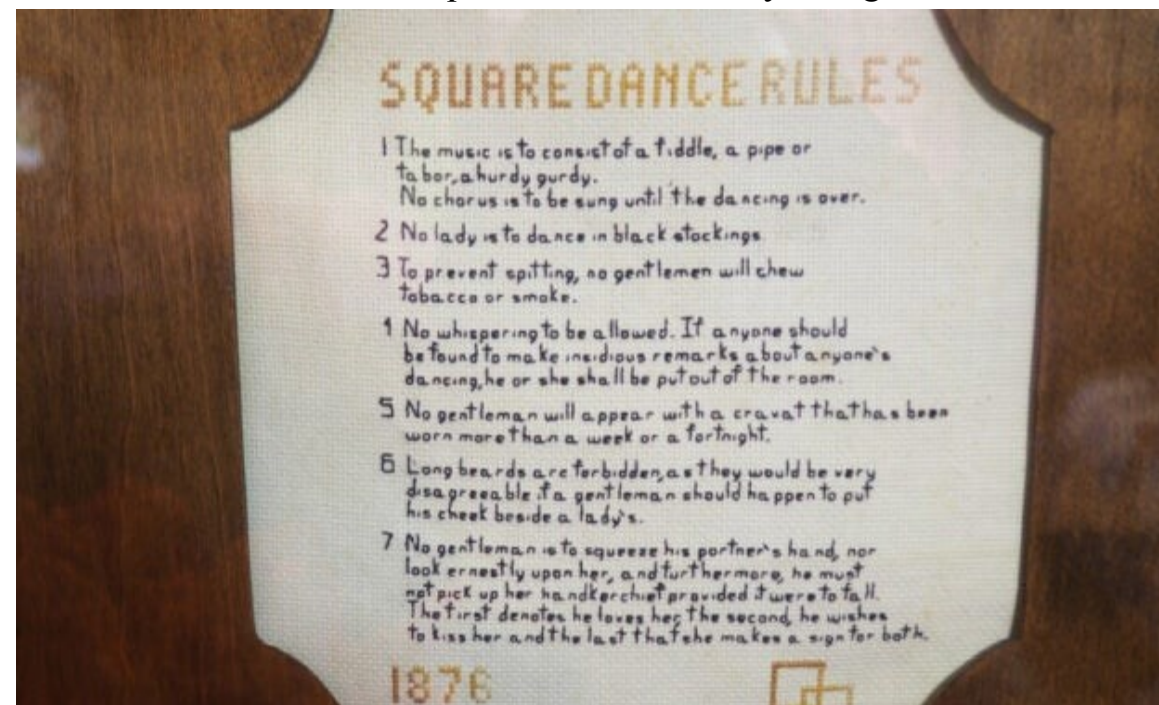 SQUARE DANCE RULES
1 The music is to consist of a fiddle, a pipe or
tabor, a hurdy gurdy.
No chorus is to be sung until the dancing is over.
2 No lady is to dance in black stockings
3 To prevent spitting, no gentlemen will chew
tobacco or smoke.
4 No whispering to be allowed. If anyone should
be found to make insidious remarks about anyone's
dancing, he or she shall be put out of the room.
5 No gentleman will appear with a cravat that has been
worn more than a week or a fortnight.
6 Long beards are forbidden, as they would be very
disagreeable if a gentleman should happen to put
his cheek beside a lady's.
7 No gentleman is to squeeze his partner's hand, nor
look ernestly upon her, and furthermore, he must
not pick up her handkerchief provided it were to fall.
The first denotes he loves her, the second, he wishes
to kiss her and the last that she makes a sign for both.
1876